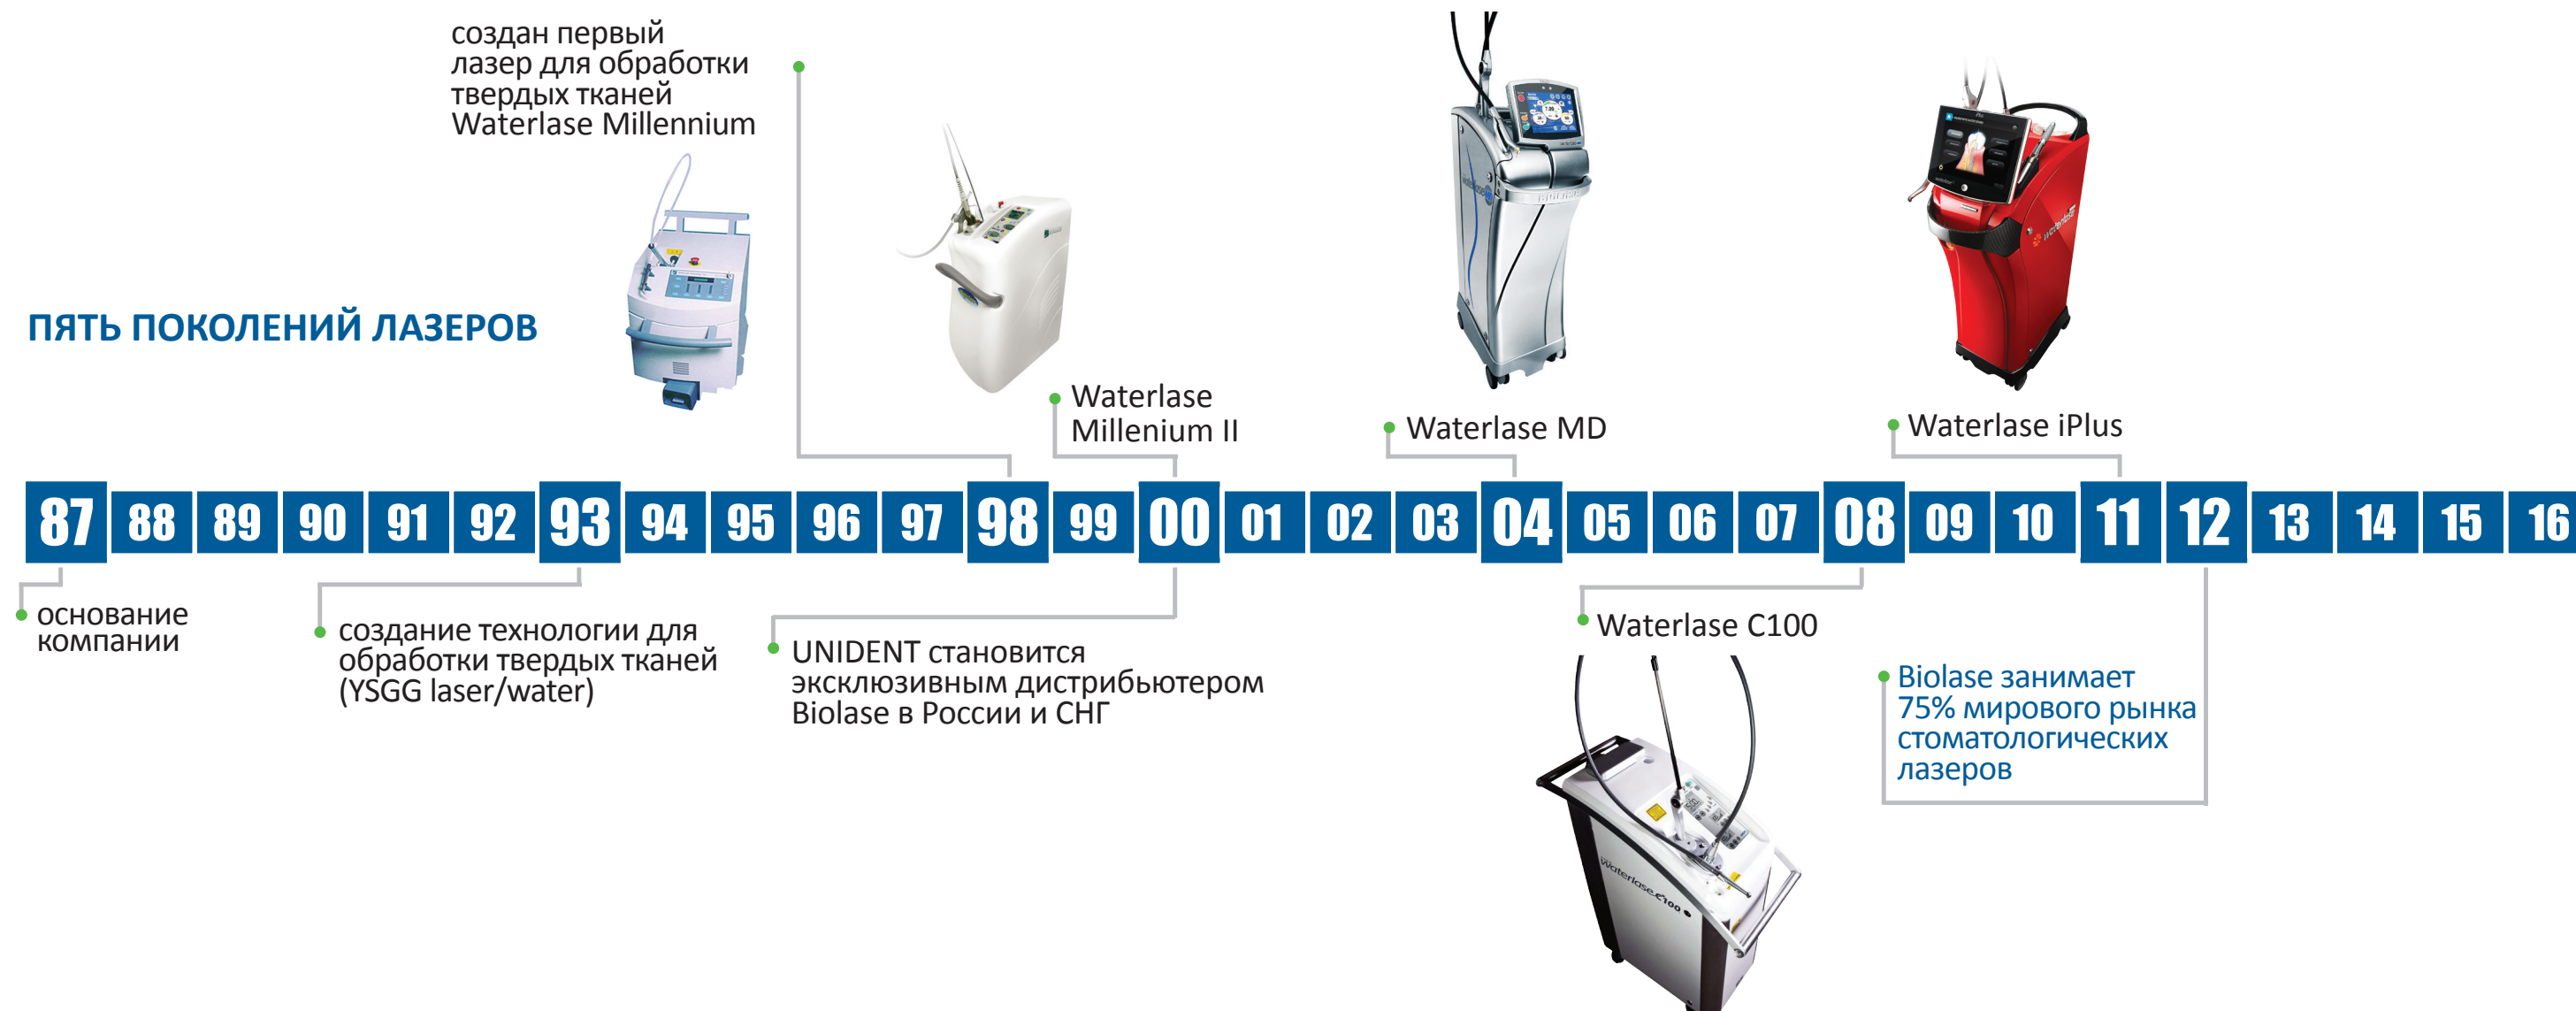 создан первый
лазер для обработки
твердых тканей
Waterlase Millennium
ПЯТЬ ПОКОЛЕНИЙ ЛАЗЕРОВ
Waterlase
Millenium II
Waterlase MD
Waterlase iPlus
87 88 89 90 91 92 93 94 95 96 97 98 99 00 01 02 03 04 05 06 07 08 09 10 11 12 13 14 15 16
основание
компании
создание технологии для
обработки твердых тканей
(YSGG laser/water)
UNIDENT становится
эксклюзивным дистрибьютером
Biolase в России и СНГ
Waterlase C100
Biolase занимает
75% мирового рынка
стоматологических
лазеров
Waterlase C100